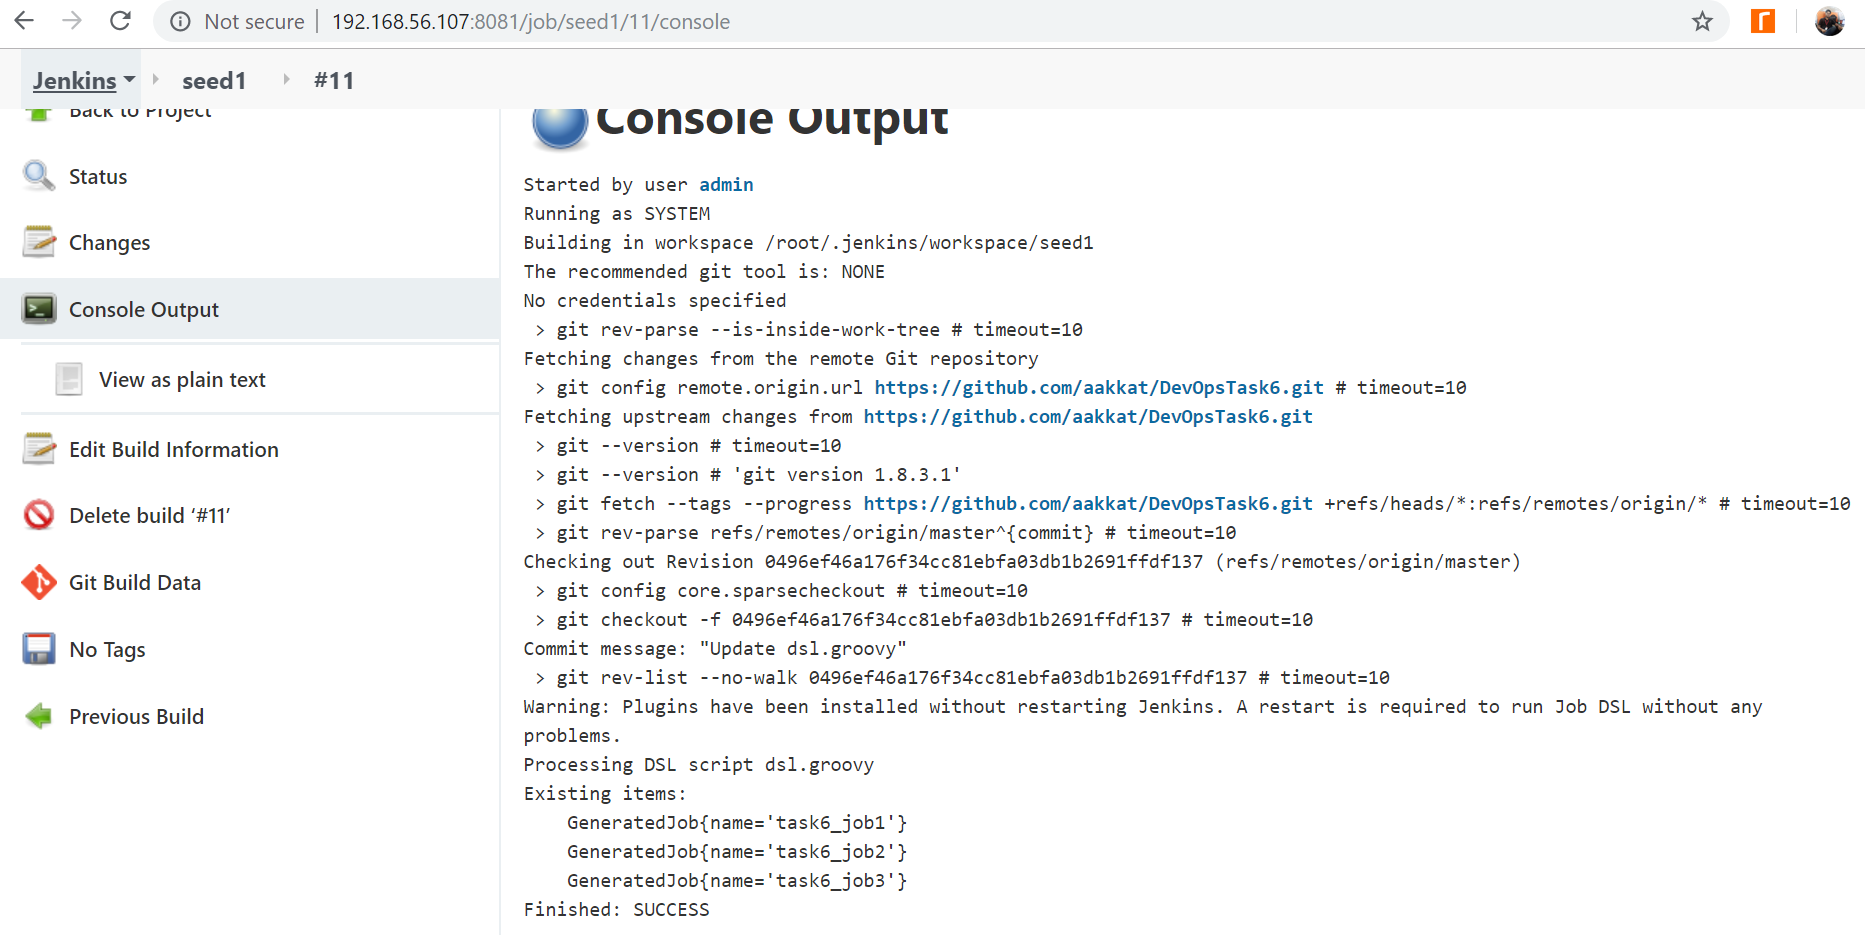 Not secure | 192.168.56.107:8081/job/seed1/11/console
Jenkins seed1 #11
Back to Project
Status
Changes
Console Output
View as plain text
Edit Build Information
Delete build ‘#11’
Git Build Data
No Tags
Previous Build
Console Output
Started by user admin
Running as SYSTEM
Building in workspace /root/.jenkins/workspace/seed1
The recommended git tool is: NONE
No credentials specified
 > git rev-parse --is-inside-work-tree # timeout=10
Fetching changes from the remote Git repository
 > git config remote.origin.url https://github.com/aakkat/DevOpsTask6.git # timeout=10
Fetching upstream changes from https://github.com/aakkat/DevOpsTask6.git
 > git --version # timeout=10
 > git --version # 'git version 1.8.3.1'
 > git fetch --tags --progress https://github.com/aakkat/DevOpsTask6.git +refs/heads/*:refs/remotes/origin/* # timeout=10
 > git rev-parse refs/remotes/origin/master^{commit} # timeout=10
Checking out Revision 0496ef46a176f34cc81ebfa03db1b2691ffdf137 (refs/remotes/origin/master)
 > git config core.sparsecheckout # timeout=10
 > git checkout -f 0496ef46a176f34cc81ebfa03db1b2691ffdf137 # timeout=10
Commit message: "Update dsl.groovy"
 > git rev-list --no-walk 0496ef46a176f34cc81ebfa03db1b2691ffdf137 # timeout=10
Warning: Plugins have been installed without restarting Jenkins. A restart is required to run Job DSL without any
problems.
Processing DSL script dsl.groovy
Existing items:
    GeneratedJob{name='task6_job1'}
    GeneratedJob{name='task6_job2'}
    GeneratedJob{name='task6_job3'}
Finished: SUCCESS